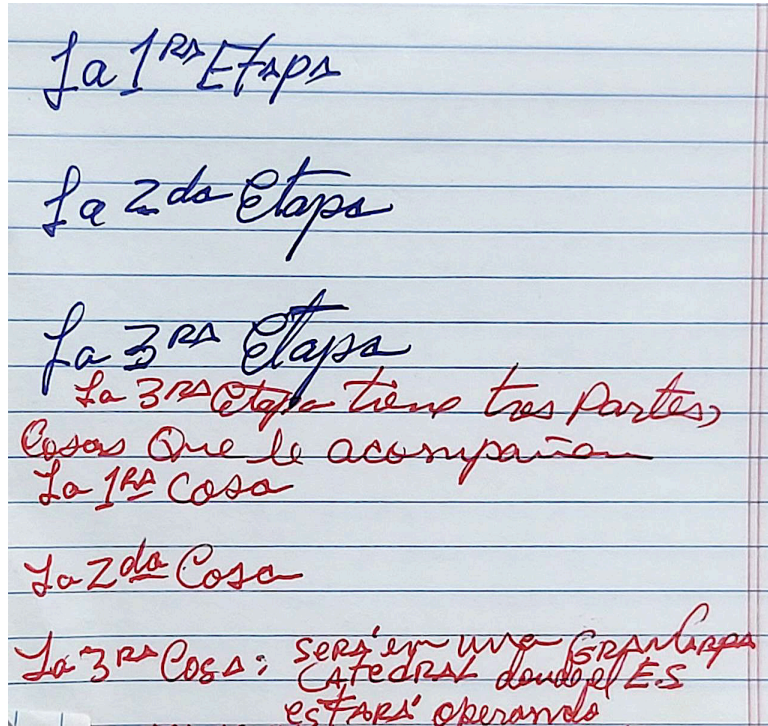 La 1RA Etapa
La 2da Etapa
La 3RA Etapa
La 3RA Etapa tiene tres Partes,
Cosas Que le acompañan
La 1RA Cosa
La 2da Cosa
La 3RA Cosa: SERÁ en una GRAN CARPA
CATEDRAL donde el E.S
ESTARÁ operando